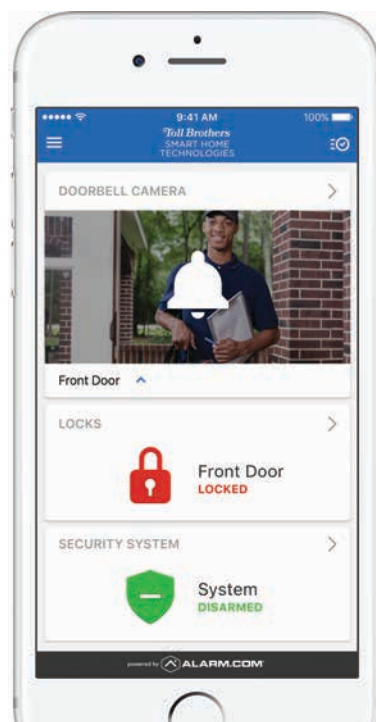 9:41 AM
100%
Toll Brothers
SMART HOME
TECHNOLOGIES
DOORBELL CAMERA
Front Door
LOCKS
Front Door
LOCKED
SECURITY SYSTEM
System
DISARMED
powered by ALARM.COM